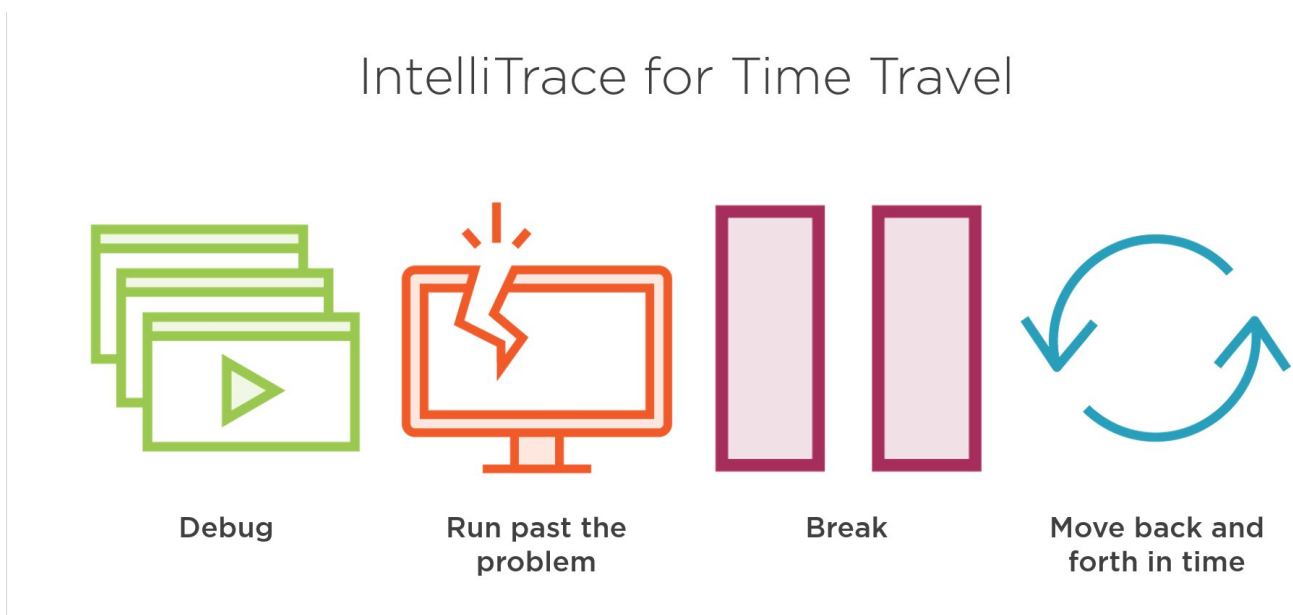 IntelliTrace for Time Travel
Debug
Run past the
problem
Break
Move back and
forth in time